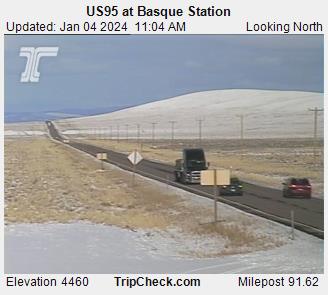 US95 at Basque Station
Updated: Jan 04 2024 11:04 AM Looking North
Elevation 4460 TripCheck.com Milepost 91.62